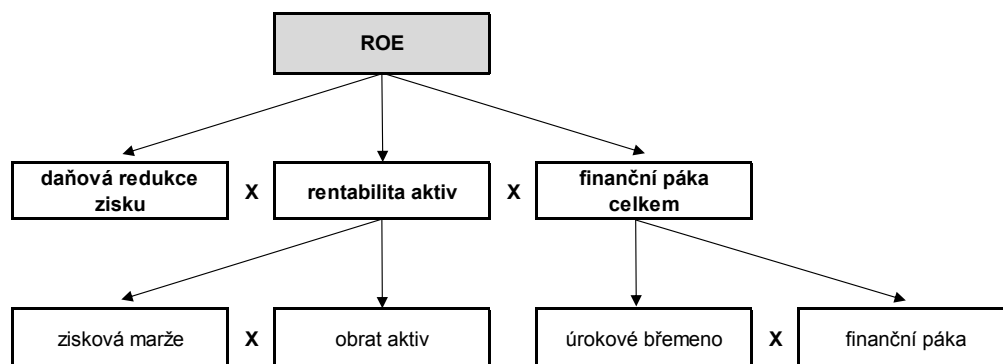 ROE
daňová redukce
zisku
X
rentabilita aktiv
X
finanční páka
celkem
zisková marže
X
obrat aktiv
úrokové břemeno
X
finanční páka